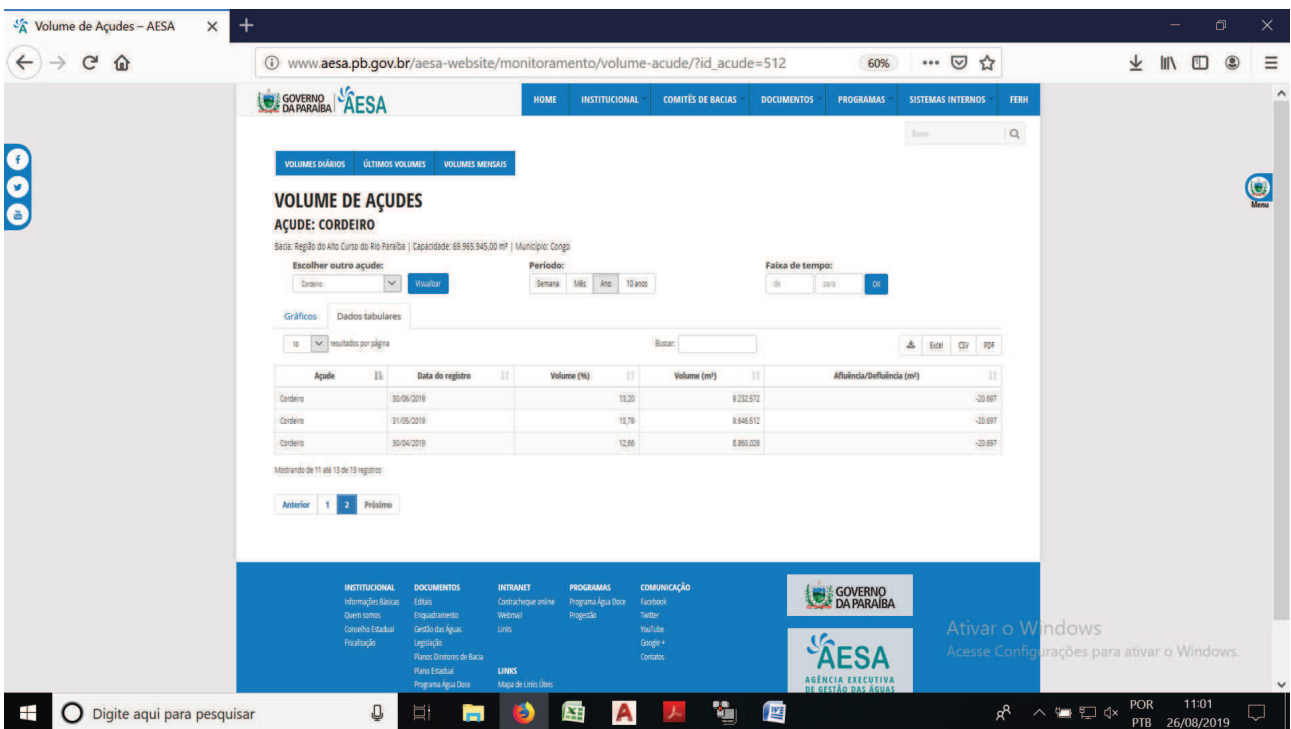 Volume de Açudes – AESA
www.aesa.pb.gov.br/aesa-website/monitoramento/volume-acude/?id_acude=512
60%
GOVERNO DA PARAÍBA
AESA
HOME INSTITUCIONAL COMITÊS DE BACIAS DOCUMENTOS PROGRAMAS SISTEMAS INTERNOS FERH
Buscar
VOLUMES DIÁRIOS ÚLTIMOS VOLUMES VOLUMES MENSAIS
Menu
VOLUME DE AÇUDES
AÇUDE: CORDEIRO
Bacia: Região do Alto Curso do Rio Paraíba | Capacidade: 69.965.945,00 m³ | Município: Congo
Escolher outro açude: Período: Faixa de tempo:
Cordeiro Visualizar Semana Mês Ano 10 anos de para OK
Gráficos Dados tabulares
10 resultados por página Buscar: Excel CSV PDF
Açude Data do registro Volume (%) Volume (m³) Afluência/Defluência (m³)
Cordeiro 30/06/2019 13,20 9.232.572 -20.697
Cordeiro 31/05/2019 13,79 9.646.512 -20.697
Cordeiro 30/04/2019 12,66 8.860.026 -20.697
Mostrando de 11 até 13 de 13 registros
Anterior 1 2 Próximo
INSTITUCIONAL DOCUMENTOS INTRANET PROGRAMAS COMUNICAÇÃO
Informações Básicas Editais Contracheque online Programa Água Doce Facebook
Quem somos Enquadramento Webmail Progestão Twitter
Conselho Estadual Gestão das Águas Links YouTube
Fiscalização Legislação Google +
Planos Diretores de Bacia Contatos
Plano Estadual LINKS
Programa Água Doce Mapa de Links Úteis
GOVERNO DA PARAÍBA
AESA
AGÊNCIA EXECUTIVA
DE GESTÃO DAS ÁGUAS
Ativar o Windows
Acesse Configurações para ativar o Windows.
Digite aqui para pesquisar
POR 11:01
PTB 26/08/2019